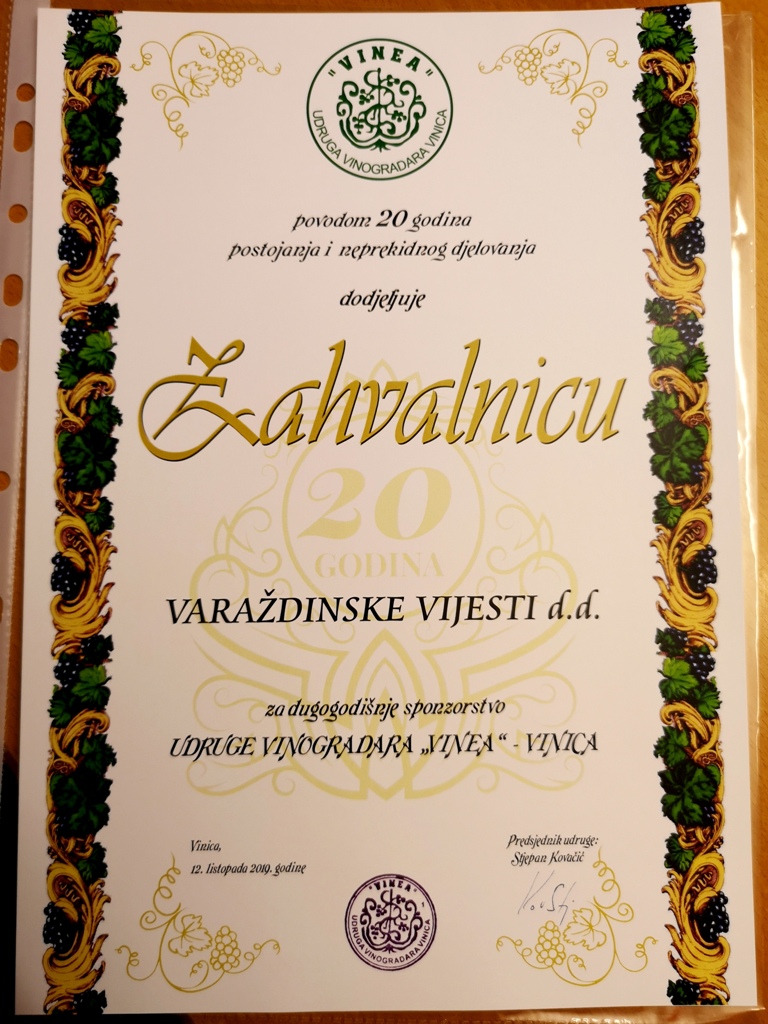 "VINEA"
UDRUGA VINOGRADARA VINICA
povodom 20 godina
postojanja i neprekidnog djelovanja
dodjeljuje
Zahvalnicu
20
GODINA
VARAŽDINSKE VIJESTI d.d.
za dugogodišnje sponzorstvo
UDRUGE VINOGRADARA „VINEA“ - VINICA
Vinica,
12. listopada 2019. godine
Predsjednik udruge:
Stjepan Kovačić
"VINEA"
UDRUGA VINOGRADARA VINICA